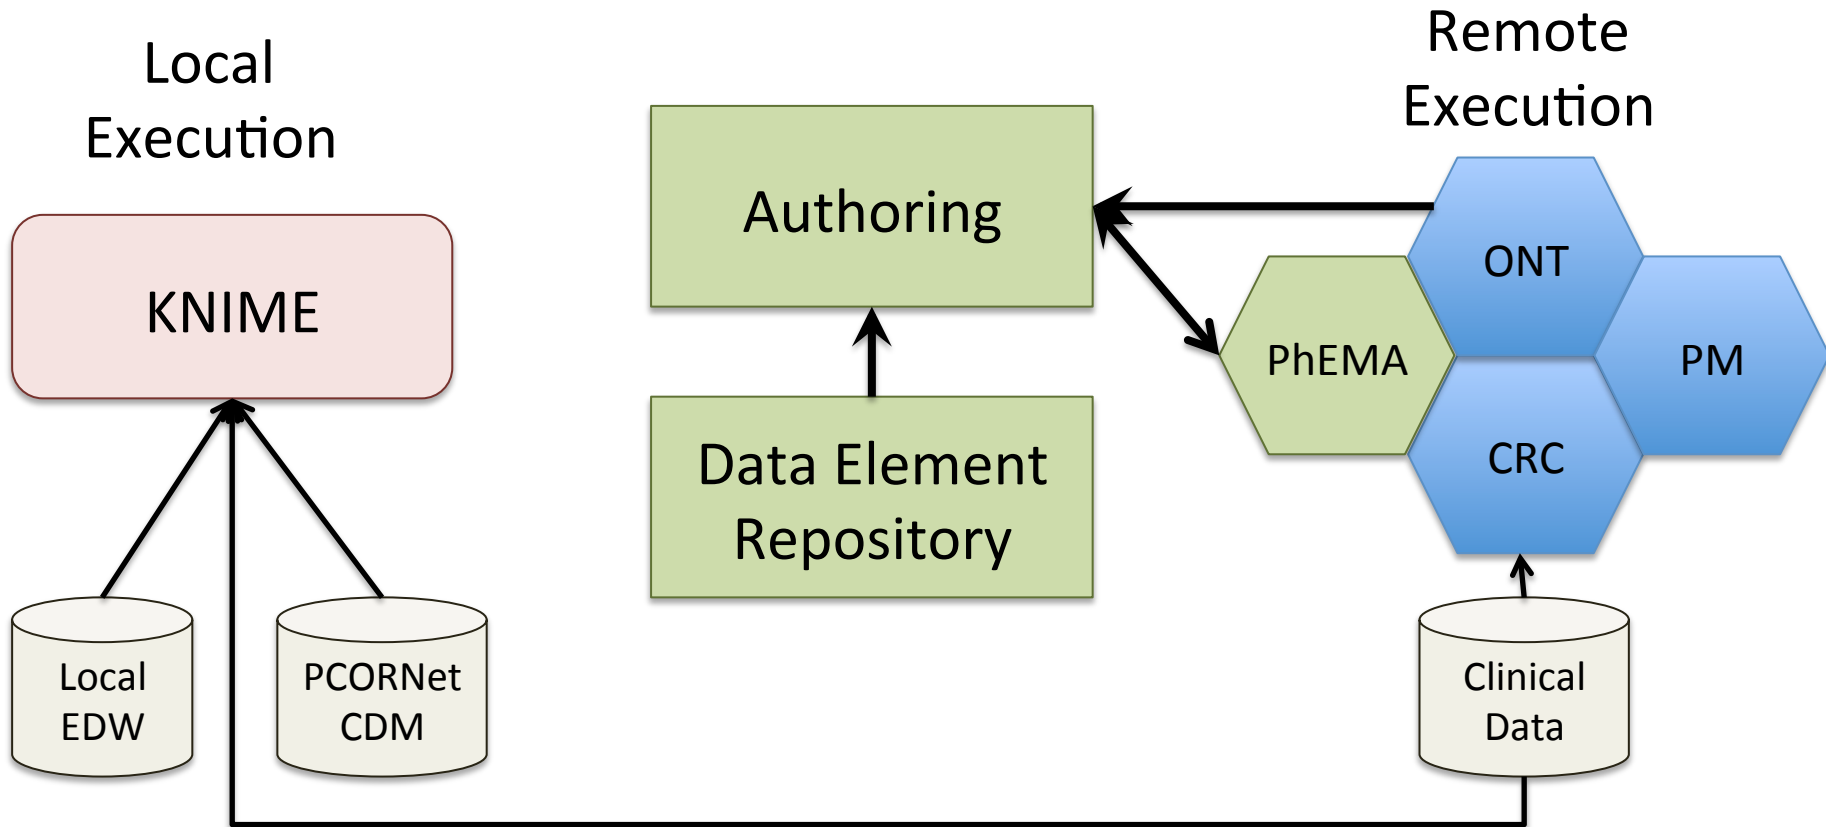 Local
Execution
KNIME
Local
EDW
PCORNet
CDM
Authoring
Data Element
Repository
Remote
Execution
ONT
PhEMA
PM
CRC
Clinical
Data